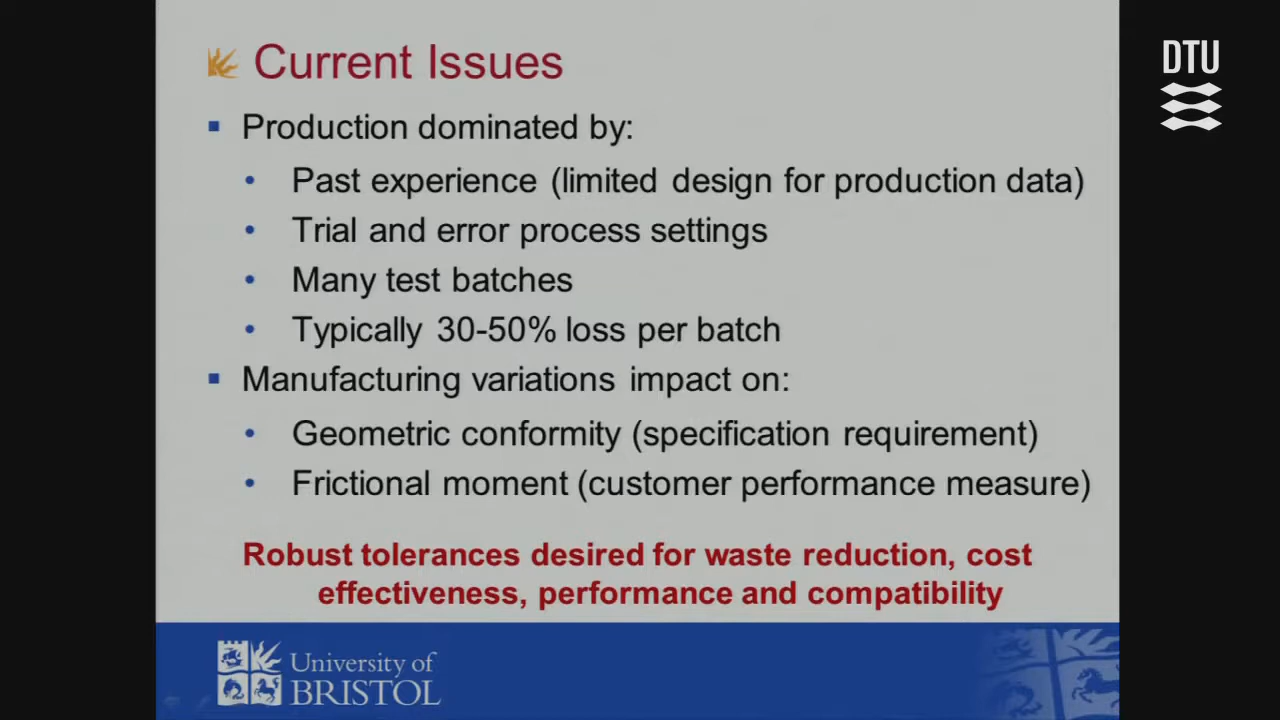 Current Issues
DTU
Production dominated by:
Past experience (limited design for production data)
Trial and error process settings
Many test batches
Typically 30-50% loss per batch
Manufacturing variations impact on:
Geometric conformity (specification requirement)
Frictional moment (customer performance measure)
Robust tolerances desired for waste reduction, cost
effectiveness, performance and compatibility
University of
BRISTOL